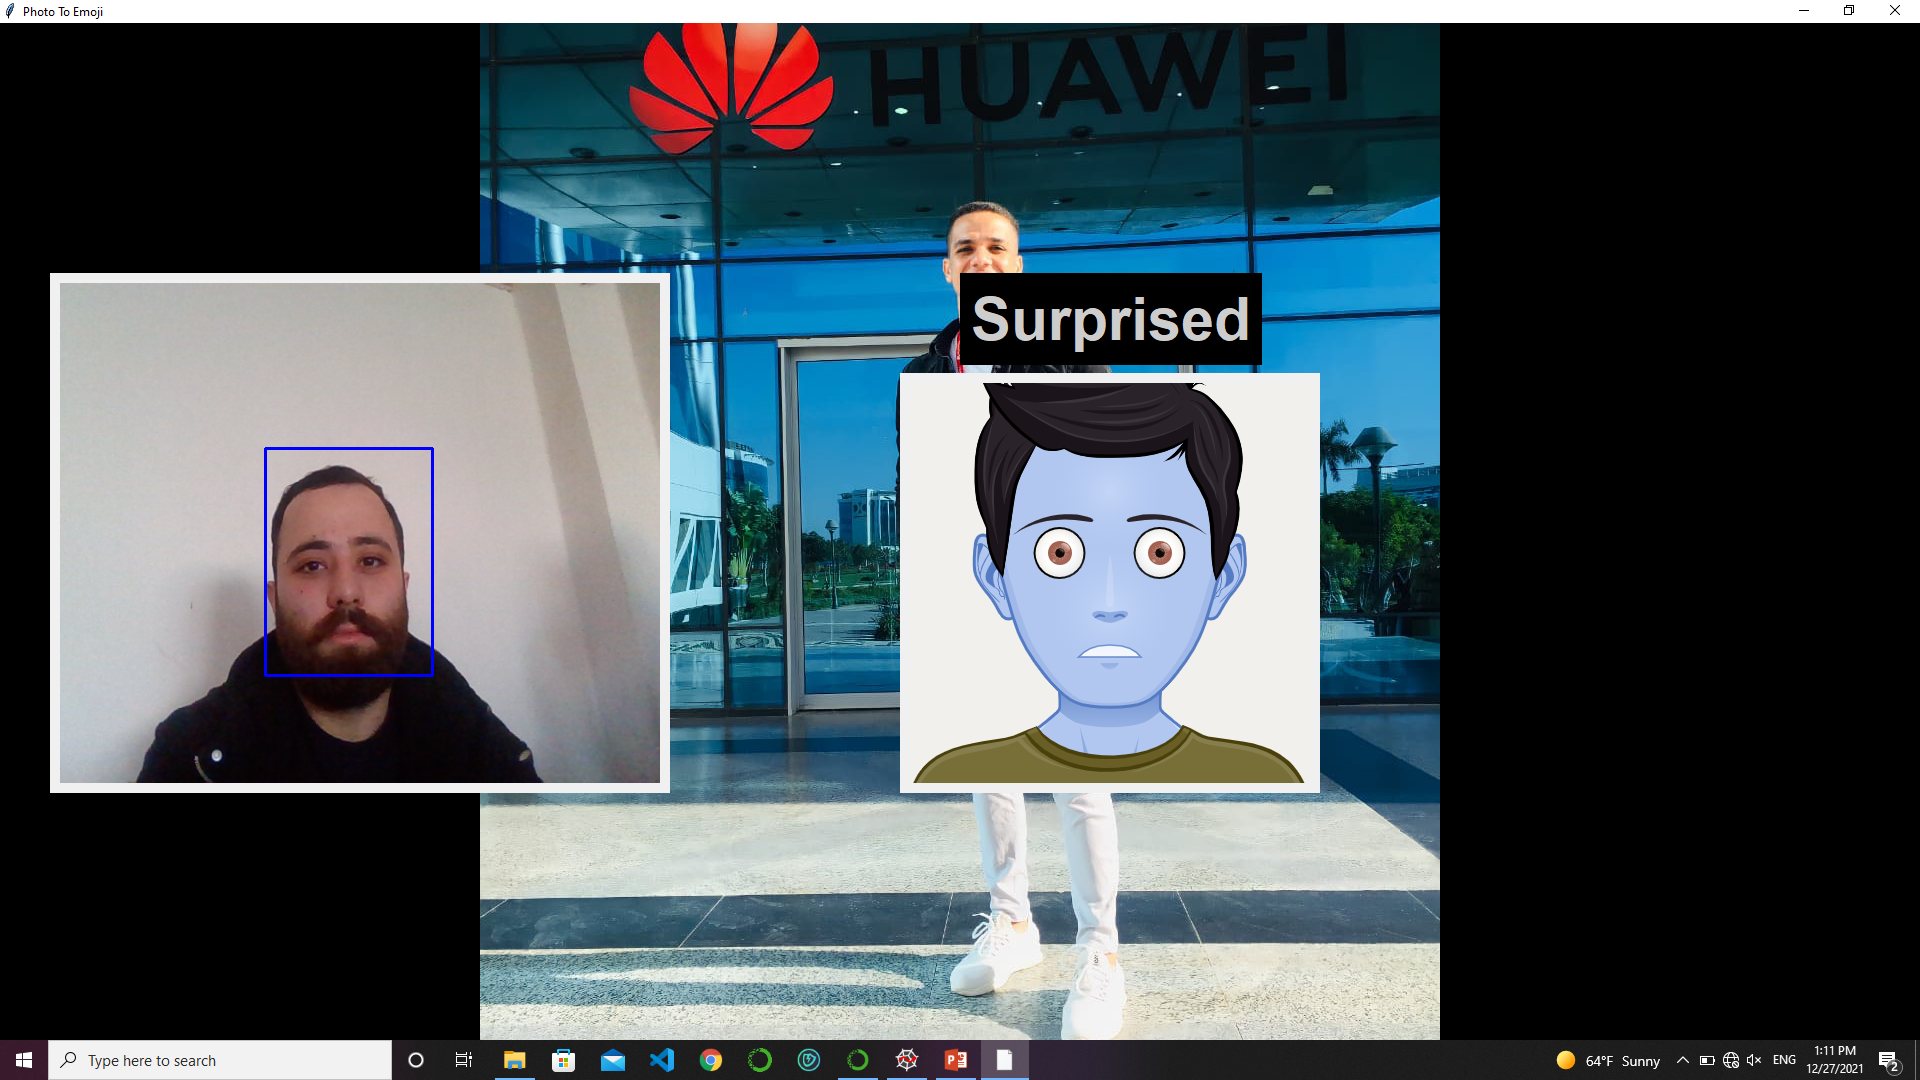 Photo To Emoji
HUAWEI
Surprised
Type here to search
64°F Sunny
ENG
1:11 PM
12/27/2021
2